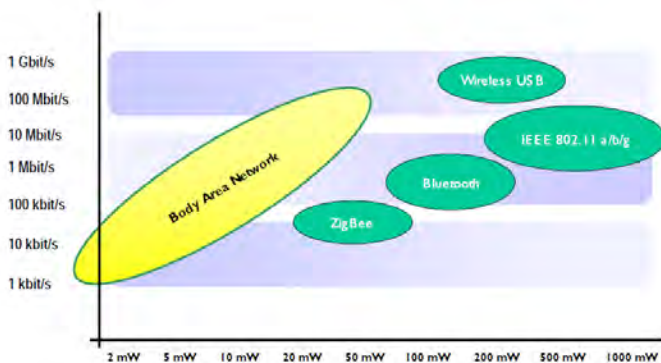 1 Gbit/s
Wireless USB
100 Mbit/s
10 Mbit/s
IEEE 802.11 a/b/g
1 Mbit/s
Body Area Network
Bluetooth
100 kbit/s
ZigBee
10 kbit/s
1 kbit/s
2 mW 5 mW 10 mW 20 mW 50 mW 100 mW 200 mW 500 mW 1000 mW